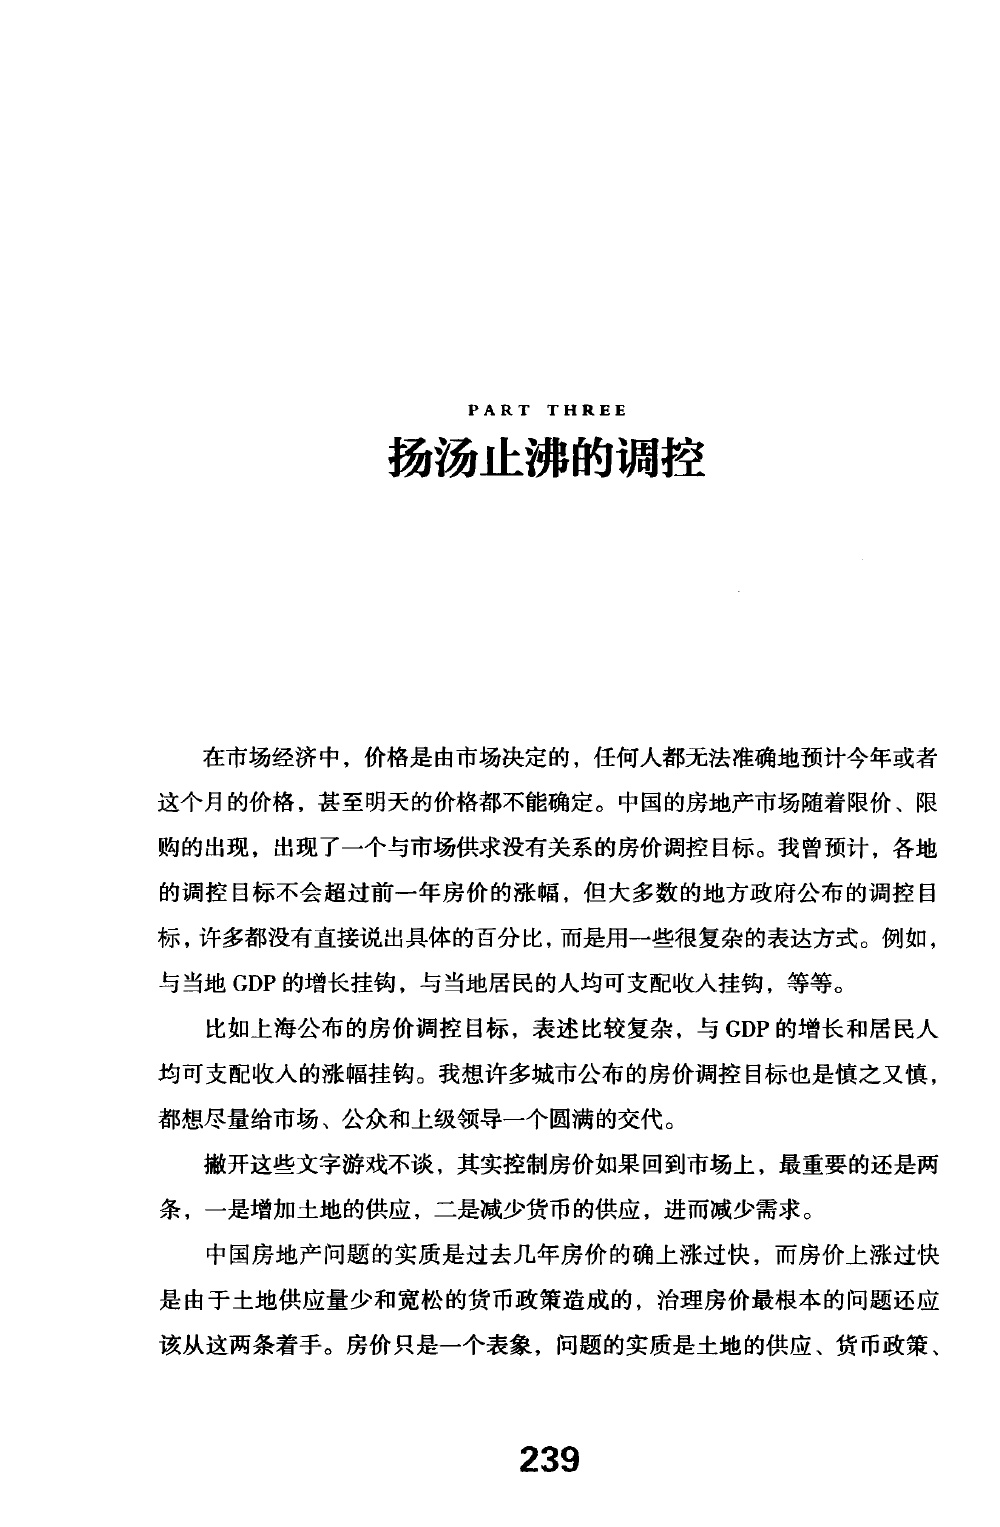 PART THREE
扬汤止沸的调控
在市场经济中，价格是由市场决定的，任何人都无法准确地预计今年或者
这个月的价格，甚至明天的价格都不能确定。中国的房地产市场随着限价、限
购的出现，出现了一个与市场供求没有关系的房价调控目标。我曾预计，各地
的调控目标不会超过前一年房价的涨幅，但大多数的地方政府公布的调控目
标，许多都没有直接说出具体的百分比，而是用一些很复杂的表达方式。例如，
与当地 GDP 的增长挂钩，与当地居民的人均可支配收入挂钩，等等。
比如上海公布的房价调控目标，表述比较复杂，与 GDP 的增长和居民人
均可支配收入的涨幅挂钩。我想许多城市公布的房价调控目标也是慎之又慎，
都想尽量给市场、公众和上级领导一个圆满的交代。
撇开这些文字游戏不谈，其实控制房价如果回到市场上，最重要的还是两
条，一是增加土地的供应，二是减少货币的供应，进而减少需求。
中国房地产问题的实质是过去几年房价的确上涨过快，而房价上涨过快
是由于土地供应量少和宽松的货币政策造成的，治理房价最根本的问题还应
该从这两条着手。房价只是一个表象，问题的实质是土地的供应、货币政策、
239